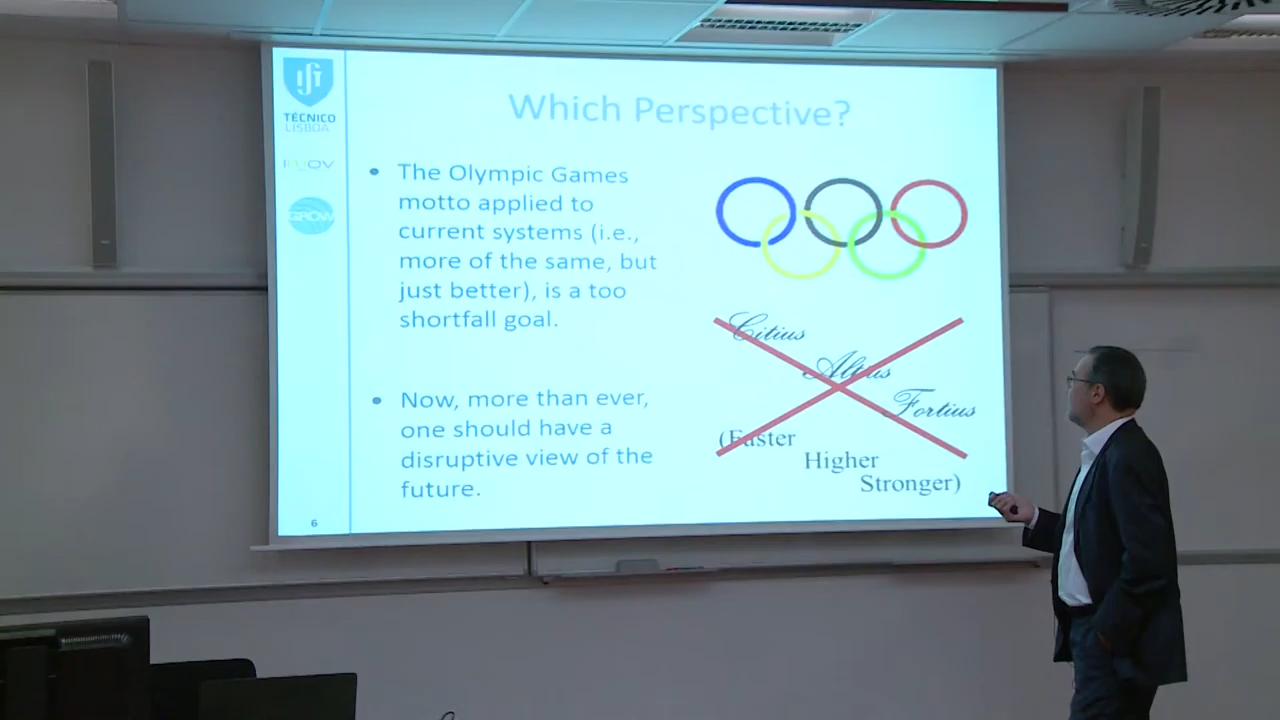 Which Perspective?
TÉCNICO
LISBOA
INOV
GROW
• The Olympic Games
motto applied to
current systems (i.e.,
more of the same, but
just better), is a too
shortfall goal.
• Now, more than ever,
one should have a
disruptive view of the
future.
Citius
Altius
Fortius
(Faster
Higher
Stronger)
6